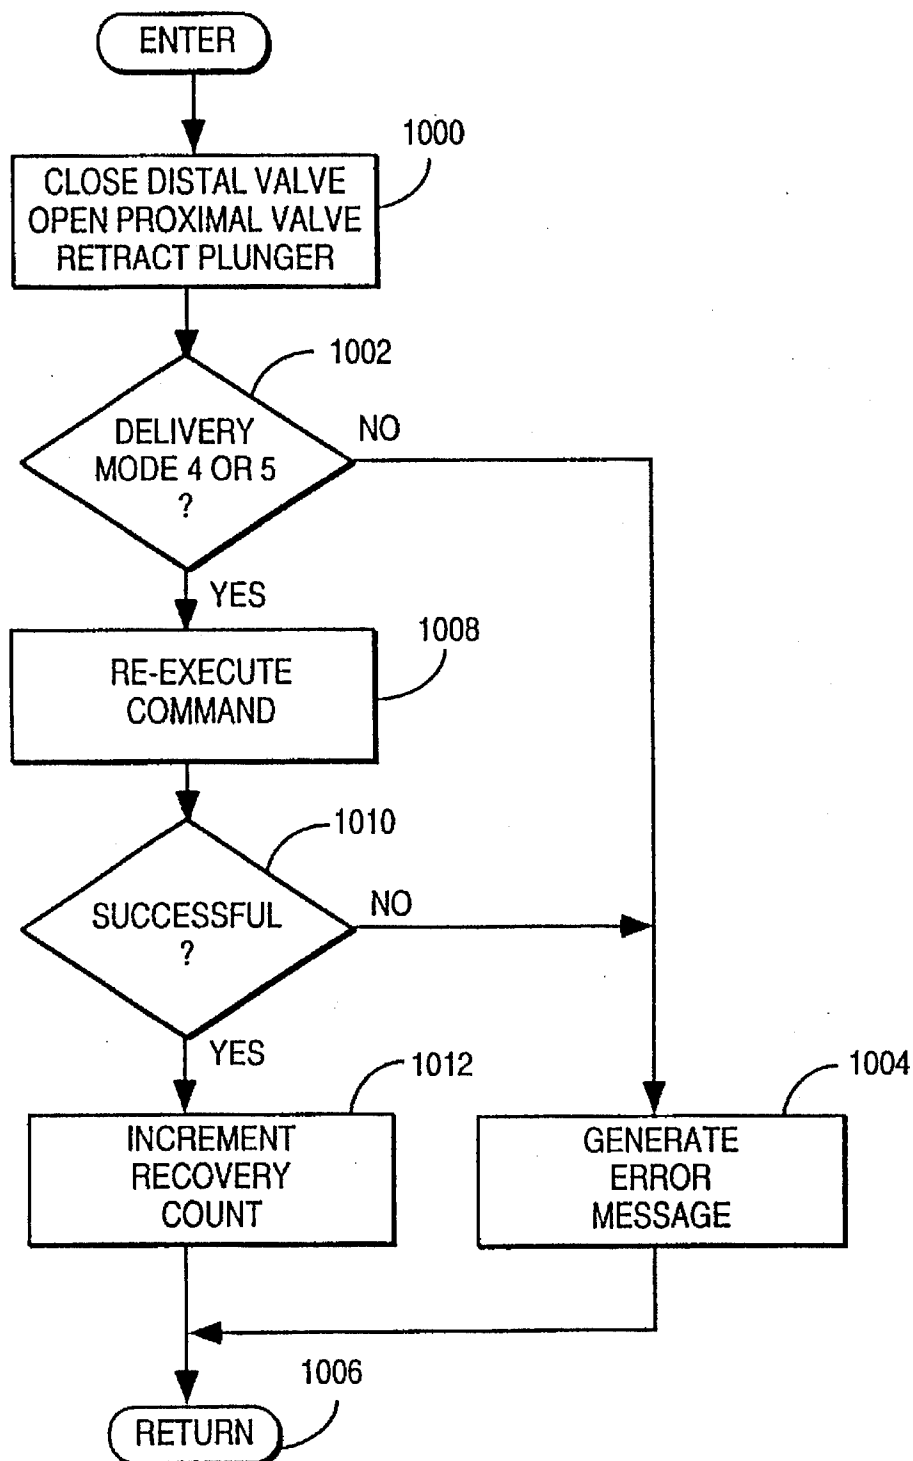 ENTER
1000
CLOSE DISTAL VALVE
OPEN PROXIMAL VALVE
RETRACT PLUNGER
1002
DELIVERY
MODE 4 OR 5
?
NO
YES
1008
RE-EXECUTE
COMMAND
1010
SUCCESSFUL
?
NO
YES
1012
INCREMENT
RECOVERY
COUNT
1004
GENERATE
ERROR
MESSAGE
1006
RETURN